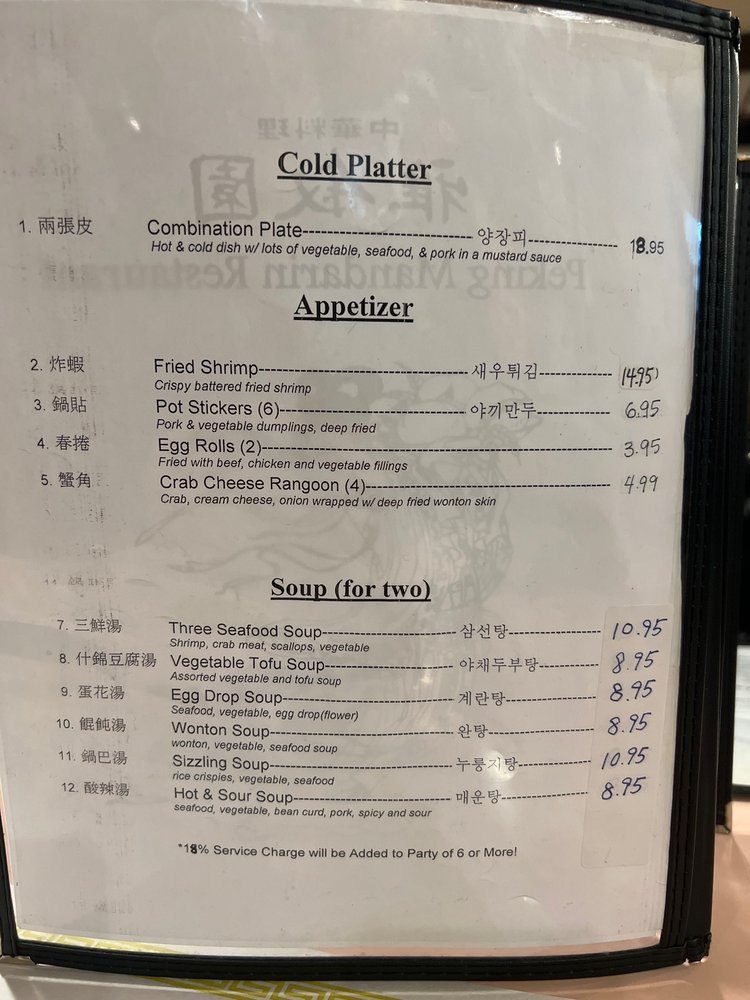 Cold Platter
1. 兩張皮 Combination Plate 양장피 18.95
Hot & cold dish w/ lots of vegetable, seafood, & pork in a mustard sauce
Appetizer
2. 炸蝦 Fried Shrimp 새우튀김 14.95
Crispy battered fried shrimp
3. 鍋貼 Pot Stickers (6) 야끼만두 6.95
Pork & vegetable dumplings, deep fried
4. 春捲 Egg Rolls (2) 3.95
Fried with beef, chicken and vegetable fillings
5. 蟹角 Crab Cheese Rangoon (4) 4.99
Crab, cream cheese, onion wrapped w/ deep fried wonton skin
Soup (for two)
7. 三鮮湯 Three Seafood Soup 삼선탕 10.95
Shrimp, crab meat, scallops, vegetable
8. 什錦豆腐湯 Vegetable Tofu Soup 야채두부탕 8.95
Assorted vegetable and tofu soup
9. 蛋花湯 Egg Drop Soup 계란탕 8.95
Seafood, vegetable, egg drop(flower)
10. 餛飩湯 Wonton Soup 완탕 8.95
wonton, vegetable, seafood soup
11. 鍋巴湯 Sizzling Soup 누룽지탕 10.95
rice crispies, vegetable, seafood
12. 酸辣湯 Hot & Sour Soup 매운탕 8.95
seafood, vegetable, bean curd, pork, spicy and sour
*18% Service Charge will be Added to Party of 6 or More!